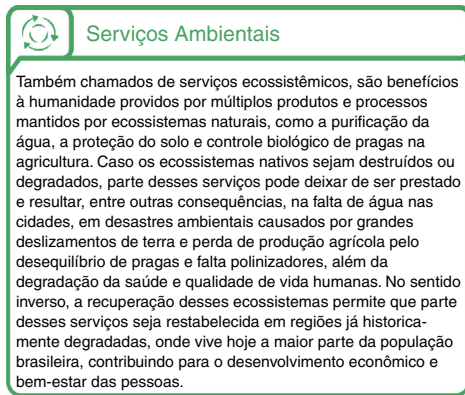 Serviços Ambientais
Também chamados de serviços ecossistêmicos, são benefícios
à humanidade providos por múltiplos produtos e processos
mantidos por ecossistemas naturais, como a purificação da
água, a proteção do solo e controle biológico de pragas na
agricultura. Caso os ecossistemas nativos sejam destruídos ou
degradados, parte desses serviços pode deixar de ser prestado
e resultar, entre outras consequências, na falta de água nas
cidades, em desastres ambientais causados por grandes
deslizamentos de terra e perda de produção agrícola pelo
desequilíbrio de pragas e falta polinizadores, além da
degradação da saúde e qualidade de vida humanas. No sentido
inverso, a recuperação desses ecossistemas permite que parte
desses serviços seja restabelecida em regiões já historica-
mente degradadas, onde vive hoje a maior parte da população
brasileira, contribuindo para o desenvolvimento econômico e
bem-estar das pessoas.